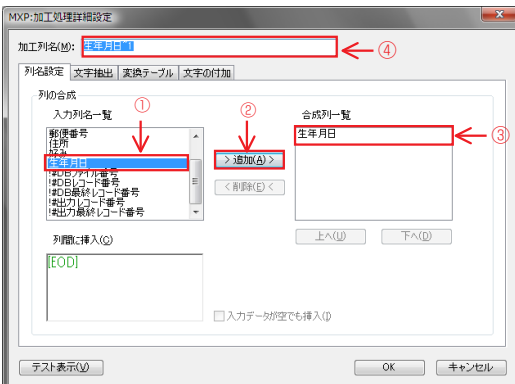 MXP:加工処理詳細設定
加工列名(M): 生年月日^1
④
列名設定 文字抽出 変換テーブル 文字の付加
列の合成
入力列名一覧
①
②
合成列一覧
郵便番号
住所
好み
生年月日
!#DBファイル番号
!#DBレコード番号
!#DB最終レコード番号
!#出力レコード番号
!#出力最終レコード番号
> 追加(A) >
< 削除(E) <
生年月日
③
上へ(U) 下へ(D)
列間に挿入(C)
[EOD]
入力データが空でも挿入(I)
テスト表示(V) OK キャンセル